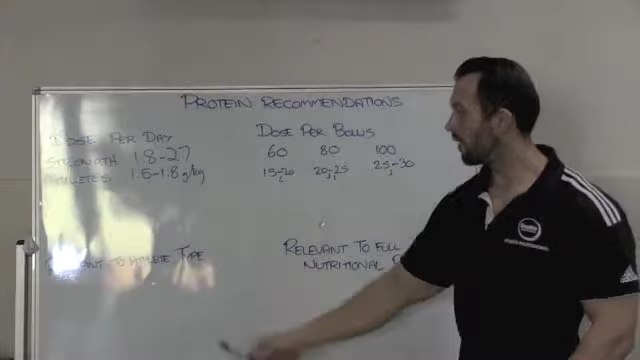 PROTEIN RECOMMENDATIONS
DOSE PER DAY
STRENGTH 1.8-2.7
ATHLETES 1.5-1.8 g/kg
DOSE PER BOLUS
60 80 100
15-20 20-25 25-30
TO ATHLETE TYPE
RELEVANT TO FULL
NUTRITIONAL